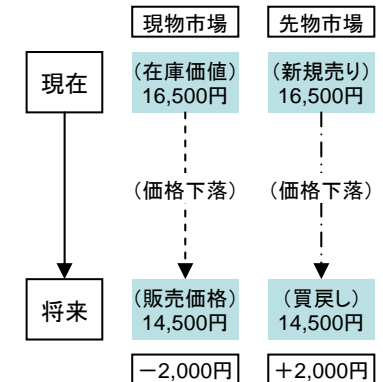 現物市場
先物市場
現在
（在庫価値）
16,500円
（新規売り）
16,500円
（価格下落）
（価格下落）
将来
（販売価格）
14,500円
（買戻し）
14,500円
－2,000円
＋2,000円